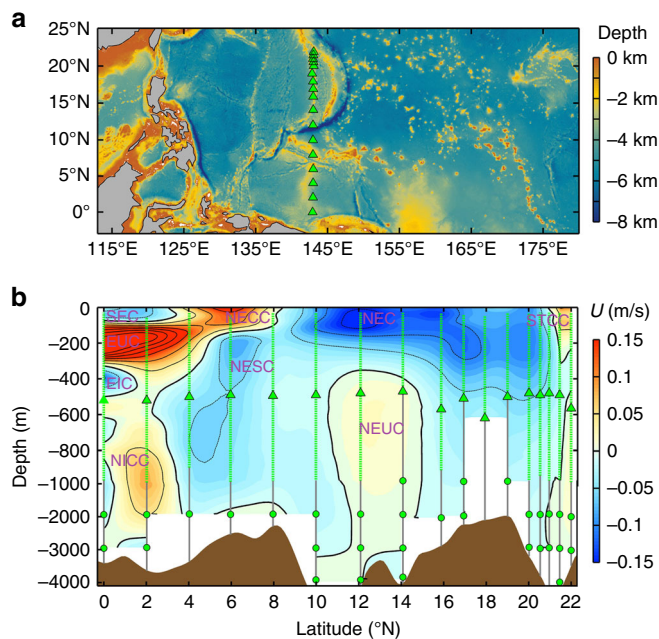 a
25°N
20°N
15°N
10°N
5°N
0°
115°E 125°E 135°E 145°E 155°E 165°E 175°E
Depth
0 km
−2 km
−4 km
−6 km
−8 km
b
0
−200
−400
−600
−800
−1000
−2000
−3000
−4000
Depth (m)
SEC NECC NEC STCC
EUC
NESC
EIC
NEUC
NICC
0 2 4 6 8 10 12 14 16 18 20 22
Latitude (°N)
U (m/s)
0.15
0.1
0.05
0
−0.05
−0.1
−0.15